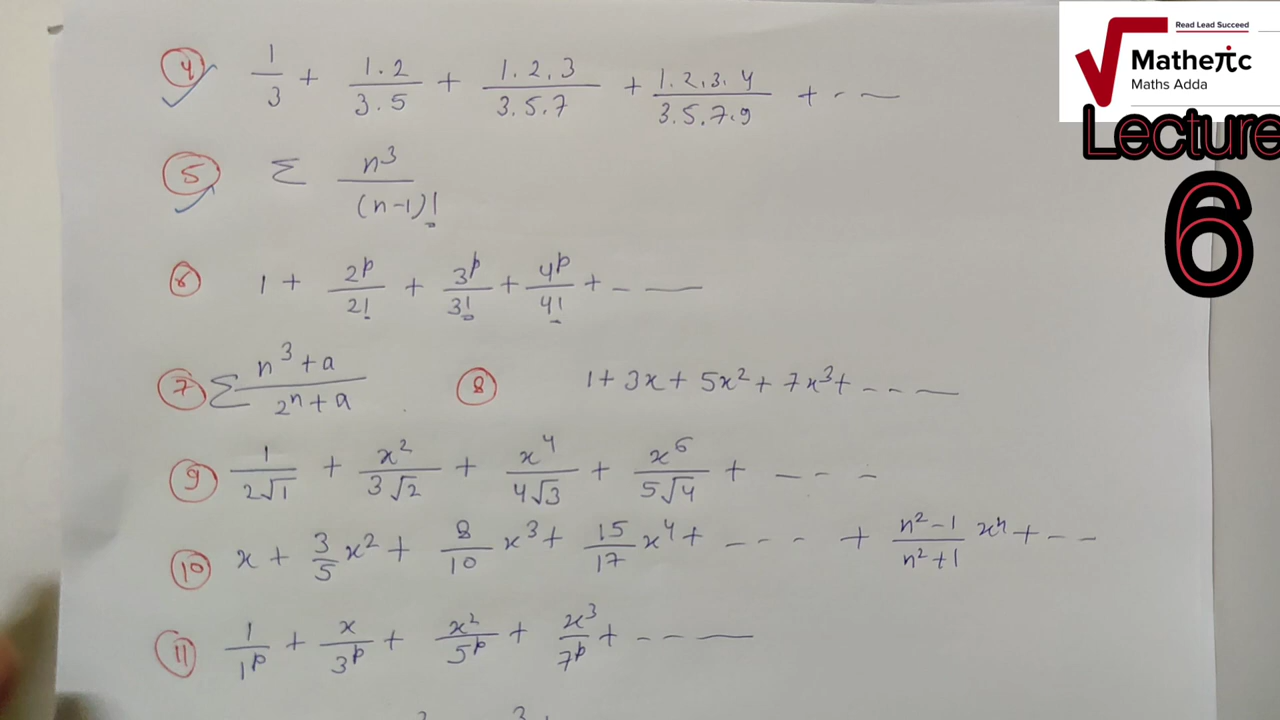 Read Lead Succeed
Matheπc
Maths Adda
Lecture
6
④ 1/3 + 1.2/3.5 + 1.2.3/3.5.7 + 1.2.3.4/3.5.7.9 + - —
⑤ Σ n³/(n-1)!
⑥ 1 + 2^p/2! + 3^p/3! + 4^p/4! + - —
⑦ Σ n³+a/2ⁿ+a ⑧ 1+3x+5x²+7x³+ - - —
⑨ 1/2√1 + x²/3√2 + x⁴/4√3 + x⁶/5√4 + - - -
⑩ x + 3/5 x² + 8/10 x³ + 15/17 x⁴ + - - - - + n²-1/n²+1 xⁿ + - -
⑪ 1/1^p + x/3^p + x²/5^p + x³/7^p + - - —